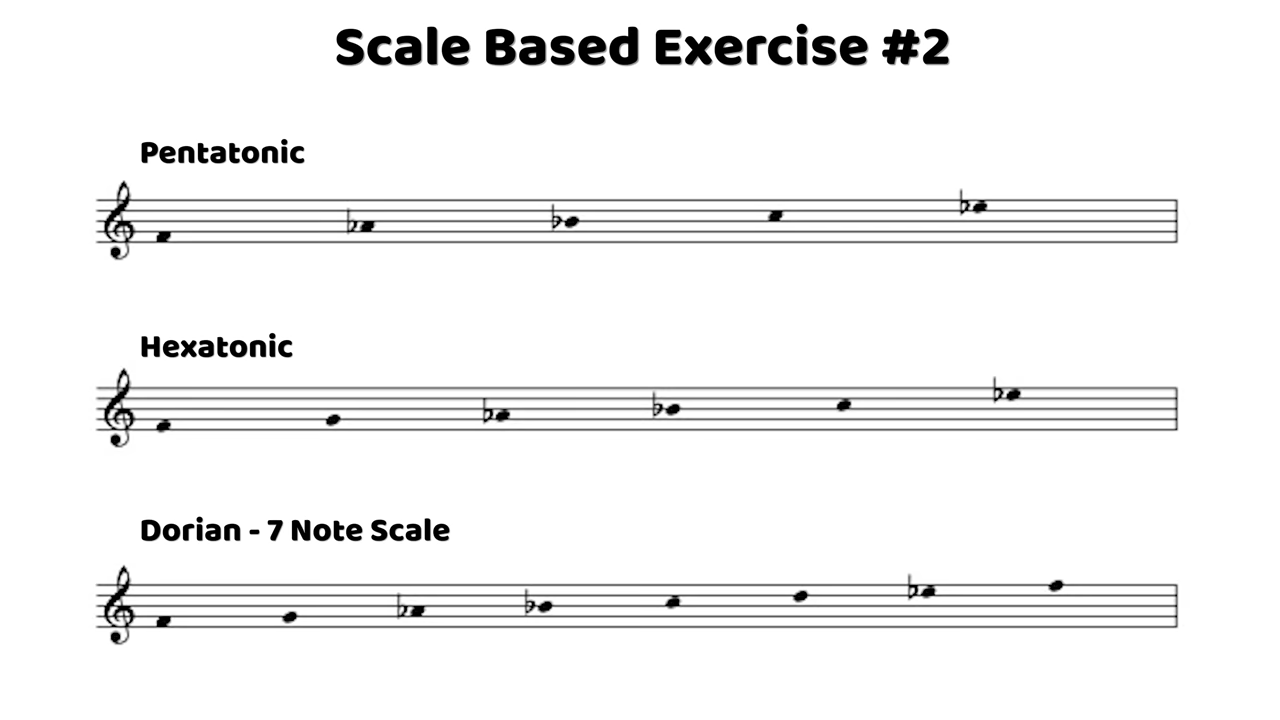 Scale Based Exercise #2
Pentatonic
Hexatonic
Dorian - 7 Note Scale